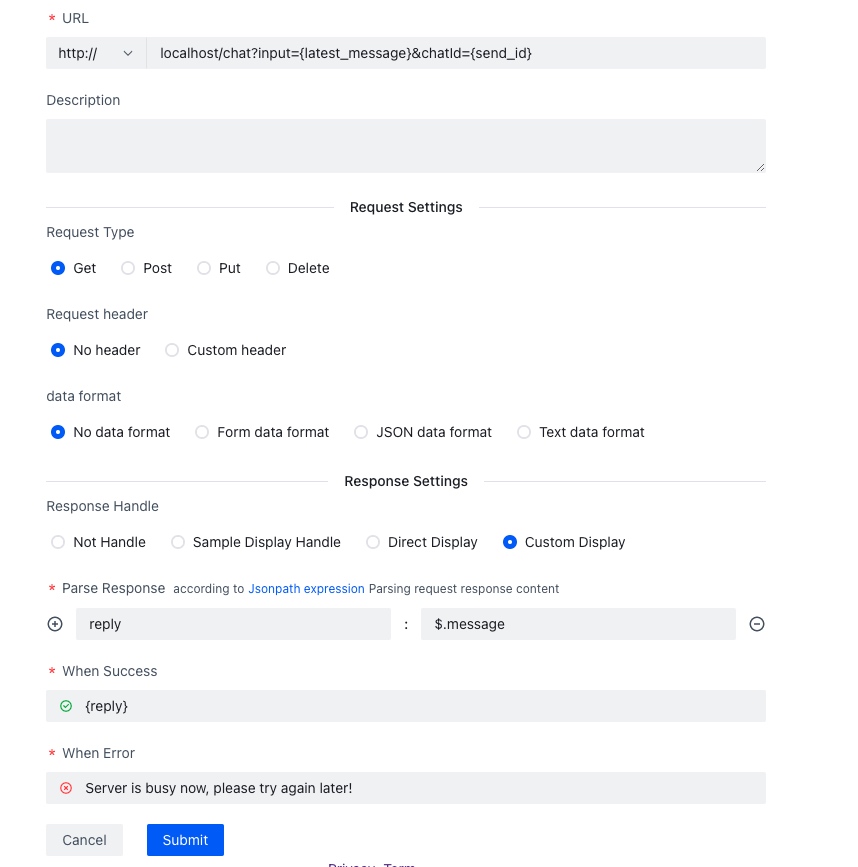 * URL
http:// localhost/chat?input={latest_message}&chatId={send_id}
Description
Request Settings
Request Type
Get Post Put Delete
Request header
No header Custom header
data format
No data format Form data format JSON data format Text data format
Response Settings
Response Handle
Not Handle Sample Display Handle Direct Display Custom Display
* Parse Response according to Jsonpath expression Parsing request response content
reply : $.message
* When Success
{reply}
* When Error
Server is busy now, please try again later!
Cancel Submit
Privacy Term